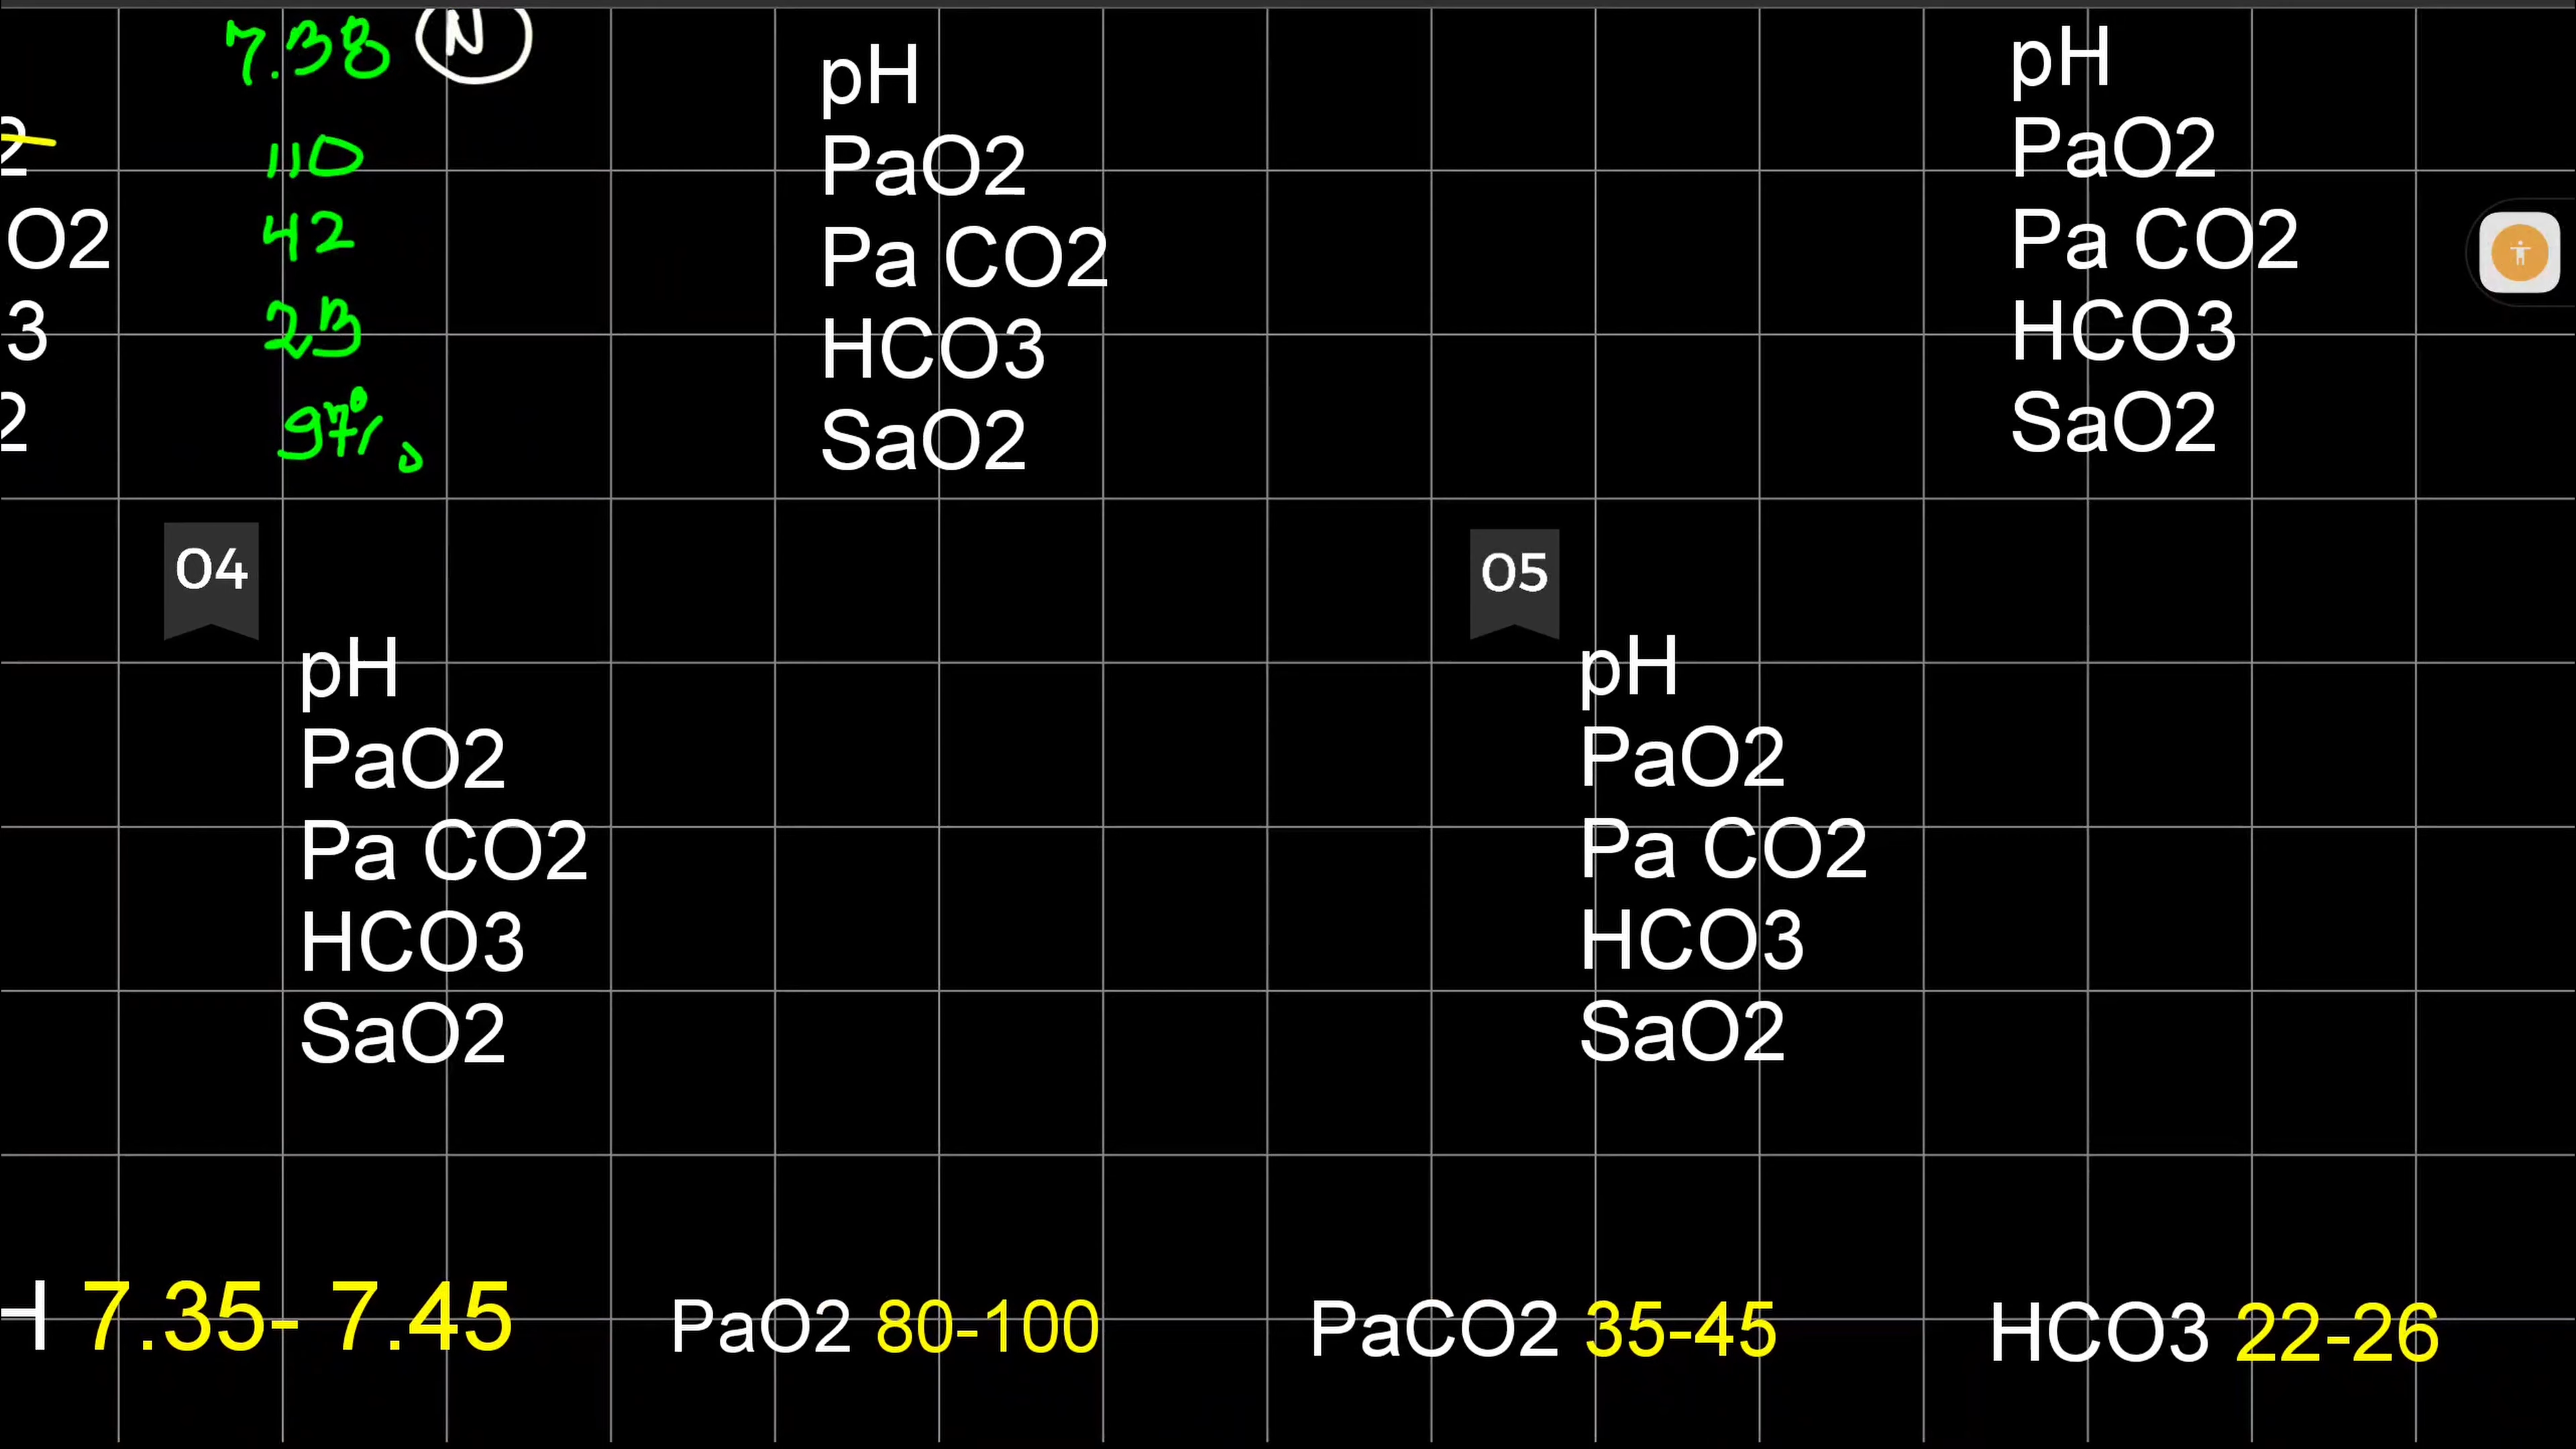 7.38 N
2 110
O2 42
3 23
2 97%
pH
PaO2
Pa CO2
HCO3
SaO2
pH
PaO2
Pa CO2
HCO3
SaO2
04
pH
PaO2
Pa CO2
HCO3
SaO2
05
pH
PaO2
Pa CO2
HCO3
SaO2
H 7.35- 7.45
PaO2 80-100
PaCO2 35-45
HCO3 22-26